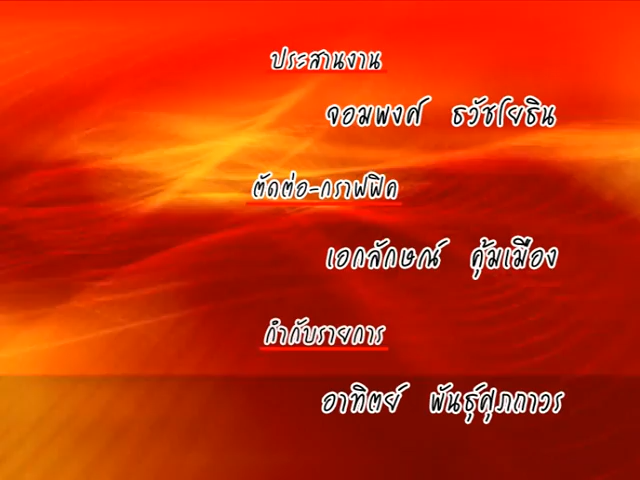 ประสานงาน
จอมพงศ์ ธวัชโยธิน
ตัดต่อ-กราฟฟิค
เอกลักษณ์ คุ้มเมือง
กำกับรายการ
อาทิตย์ พันธุ์ศุภถาวร